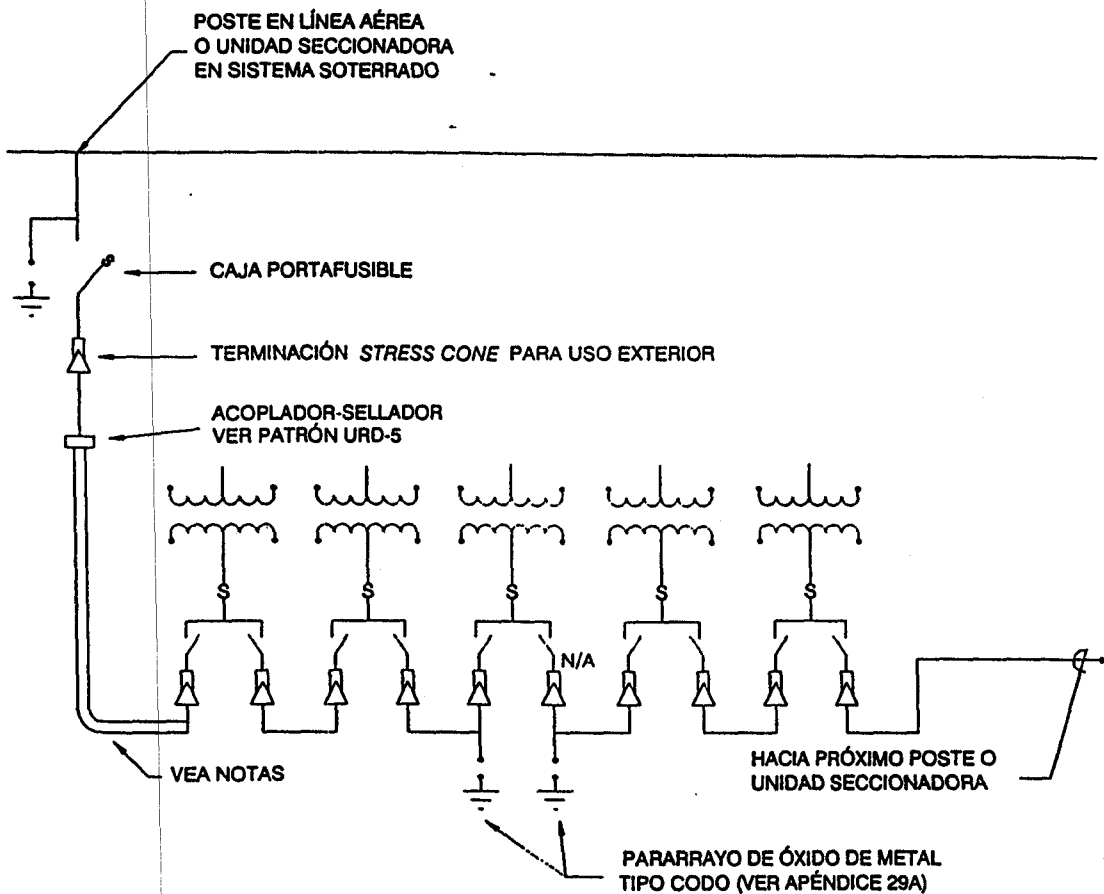 POSTE EN LÍNEA AÉREA
O UNIDAD SECCIONADORA
EN SISTEMA SOTERRADO
CAJA PORTAFUSIBLE
TERMINACIÓN STRESS CONE PARA USO EXTERIOR
ACOPLADOR-SELLADOR
VER PATRÓN URD-5
S
S
S
S
S
N/A
VEA NOTAS
HACIA PRÓXIMO POSTE O
UNIDAD SECCIONADORA
PARARRAYO DE ÓXIDO DE METAL
TIPO CODO (VER APÉNDICE 29A)